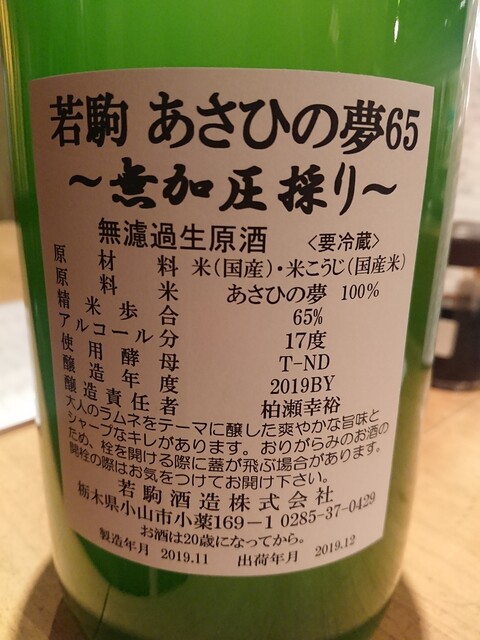 若駒 あさひの夢65
～無加圧採り～
無濾過生原酒 〈要冷蔵〉
原材料 米(国産)・米こうじ(国産米)
原料米 あさひの夢 100%
精米歩合 65%
アルコール分 17度
使用酵母 T-ND
醸造年度 2019BY
醸造責任者 柏瀬幸裕
大人のラムネをテーマに醸した爽やかな旨味と
シャープなキレがあります。おりがらみのお酒の
ため、栓を開ける際に蓋が飛ぶ場合があります。
開栓の際はお気をつけてお開け下さい。
若駒酒造株式会社
栃木県小山市小薬169－1 0285-37-0429
お酒は20歳になってから。
製造年月 2019.11 出荷年月 2019.12